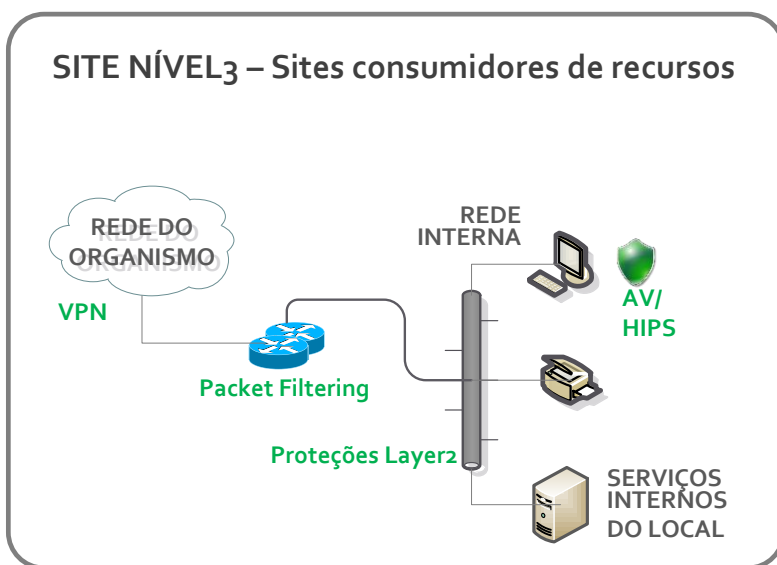 SITE NÍVEL3 – Sites consumidores de recursos
REDE DO
ORGANISMO
VPN
Packet Filtering
REDE
INTERNA
AV/
HIPS
Proteções Layer2
SERVIÇOS
INTERNOS
DO LOCAL